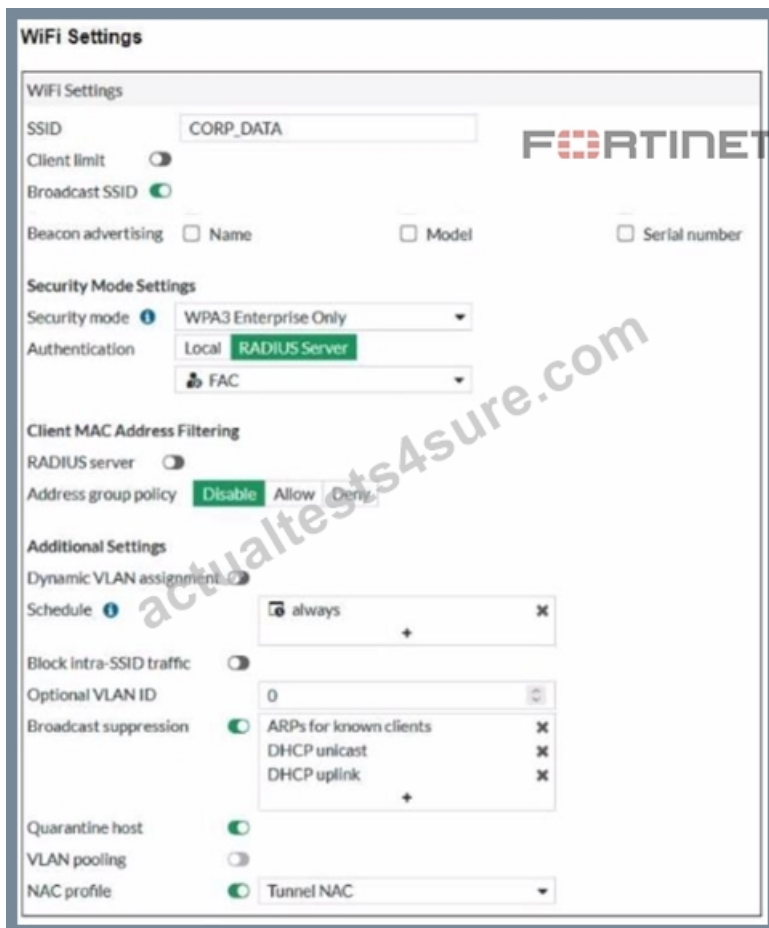 WiFi Settings
WiFi Settings
SSID CORP_DATA
FORTINET
Client limit
Broadcast SSID
Beacon advertising Name Model Serial number
Security Mode Settings
Security mode WPA3 Enterprise Only
Authentication Local RADIUS Server
FAC
Client MAC Address Filtering
RADIUS server
Address group policy Disable Allow Deny
actualtests4sure.com
Additional Settings
Dynamic VLAN assignment
Schedule always
+
Block intra-SSID traffic
Optional VLAN ID 0
Broadcast suppression ARPs for known clients
DHCP unicast
DHCP uplink
+
Quarantine host
VLAN pooling
NAC profile Tunnel NAC